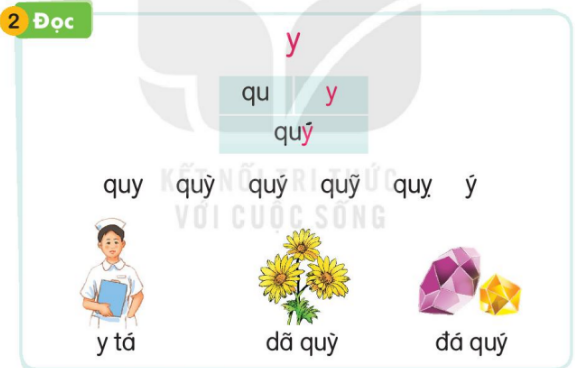 2 Đọc
y
qu y
quý
quy quỳ quý quỹ quỵ ý
KẾT NỐI TRI THỨC
VỚI CUỘC SỐNG
y tá dã quỳ đá quý